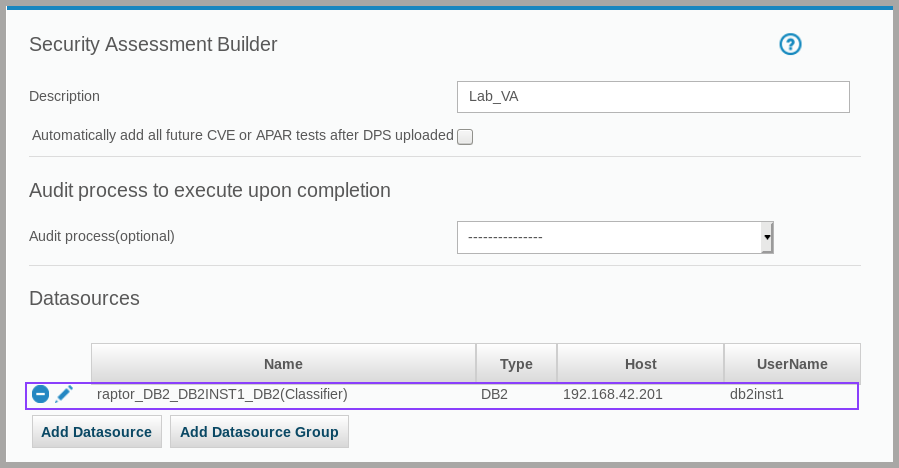 Security Assessment Builder
?
Description
Lab_VA
Automatically add all future CVE or APAR tests after DPS uploaded
Audit process to execute upon completion
Audit process(optional)
---------------
Datasources
Name Type Host UserName
raptor_DB2_DB2INST1_DB2(Classifier) DB2 192.168.42.201 db2inst1
Add Datasource Add Datasource Group